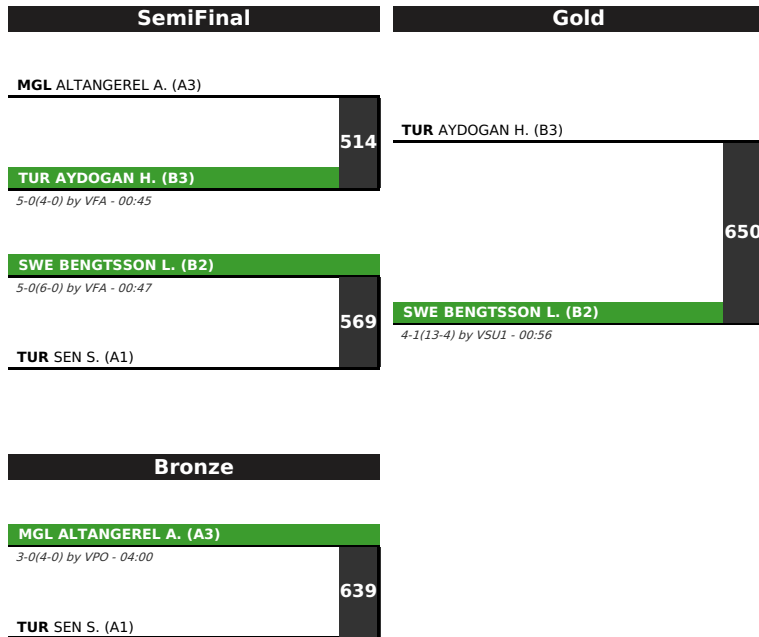 SemiFinal
MGL ALTANGEREL A. (A3)
514
TUR AYDOGAN H. (B3)
5-0(4-0) by VFA - 00:45
SWE BENGTSSON L. (B2)
5-0(6-0) by VFA - 00:47
569
TUR SEN S. (A1)
Gold
TUR AYDOGAN H. (B3)
650
SWE BENGTSSON L. (B2)
4-1(13-4) by VSU1 - 00:56
Bronze
MGL ALTANGEREL A. (A3)
3-0(4-0) by VPO - 04:00
639
TUR SEN S. (A1)